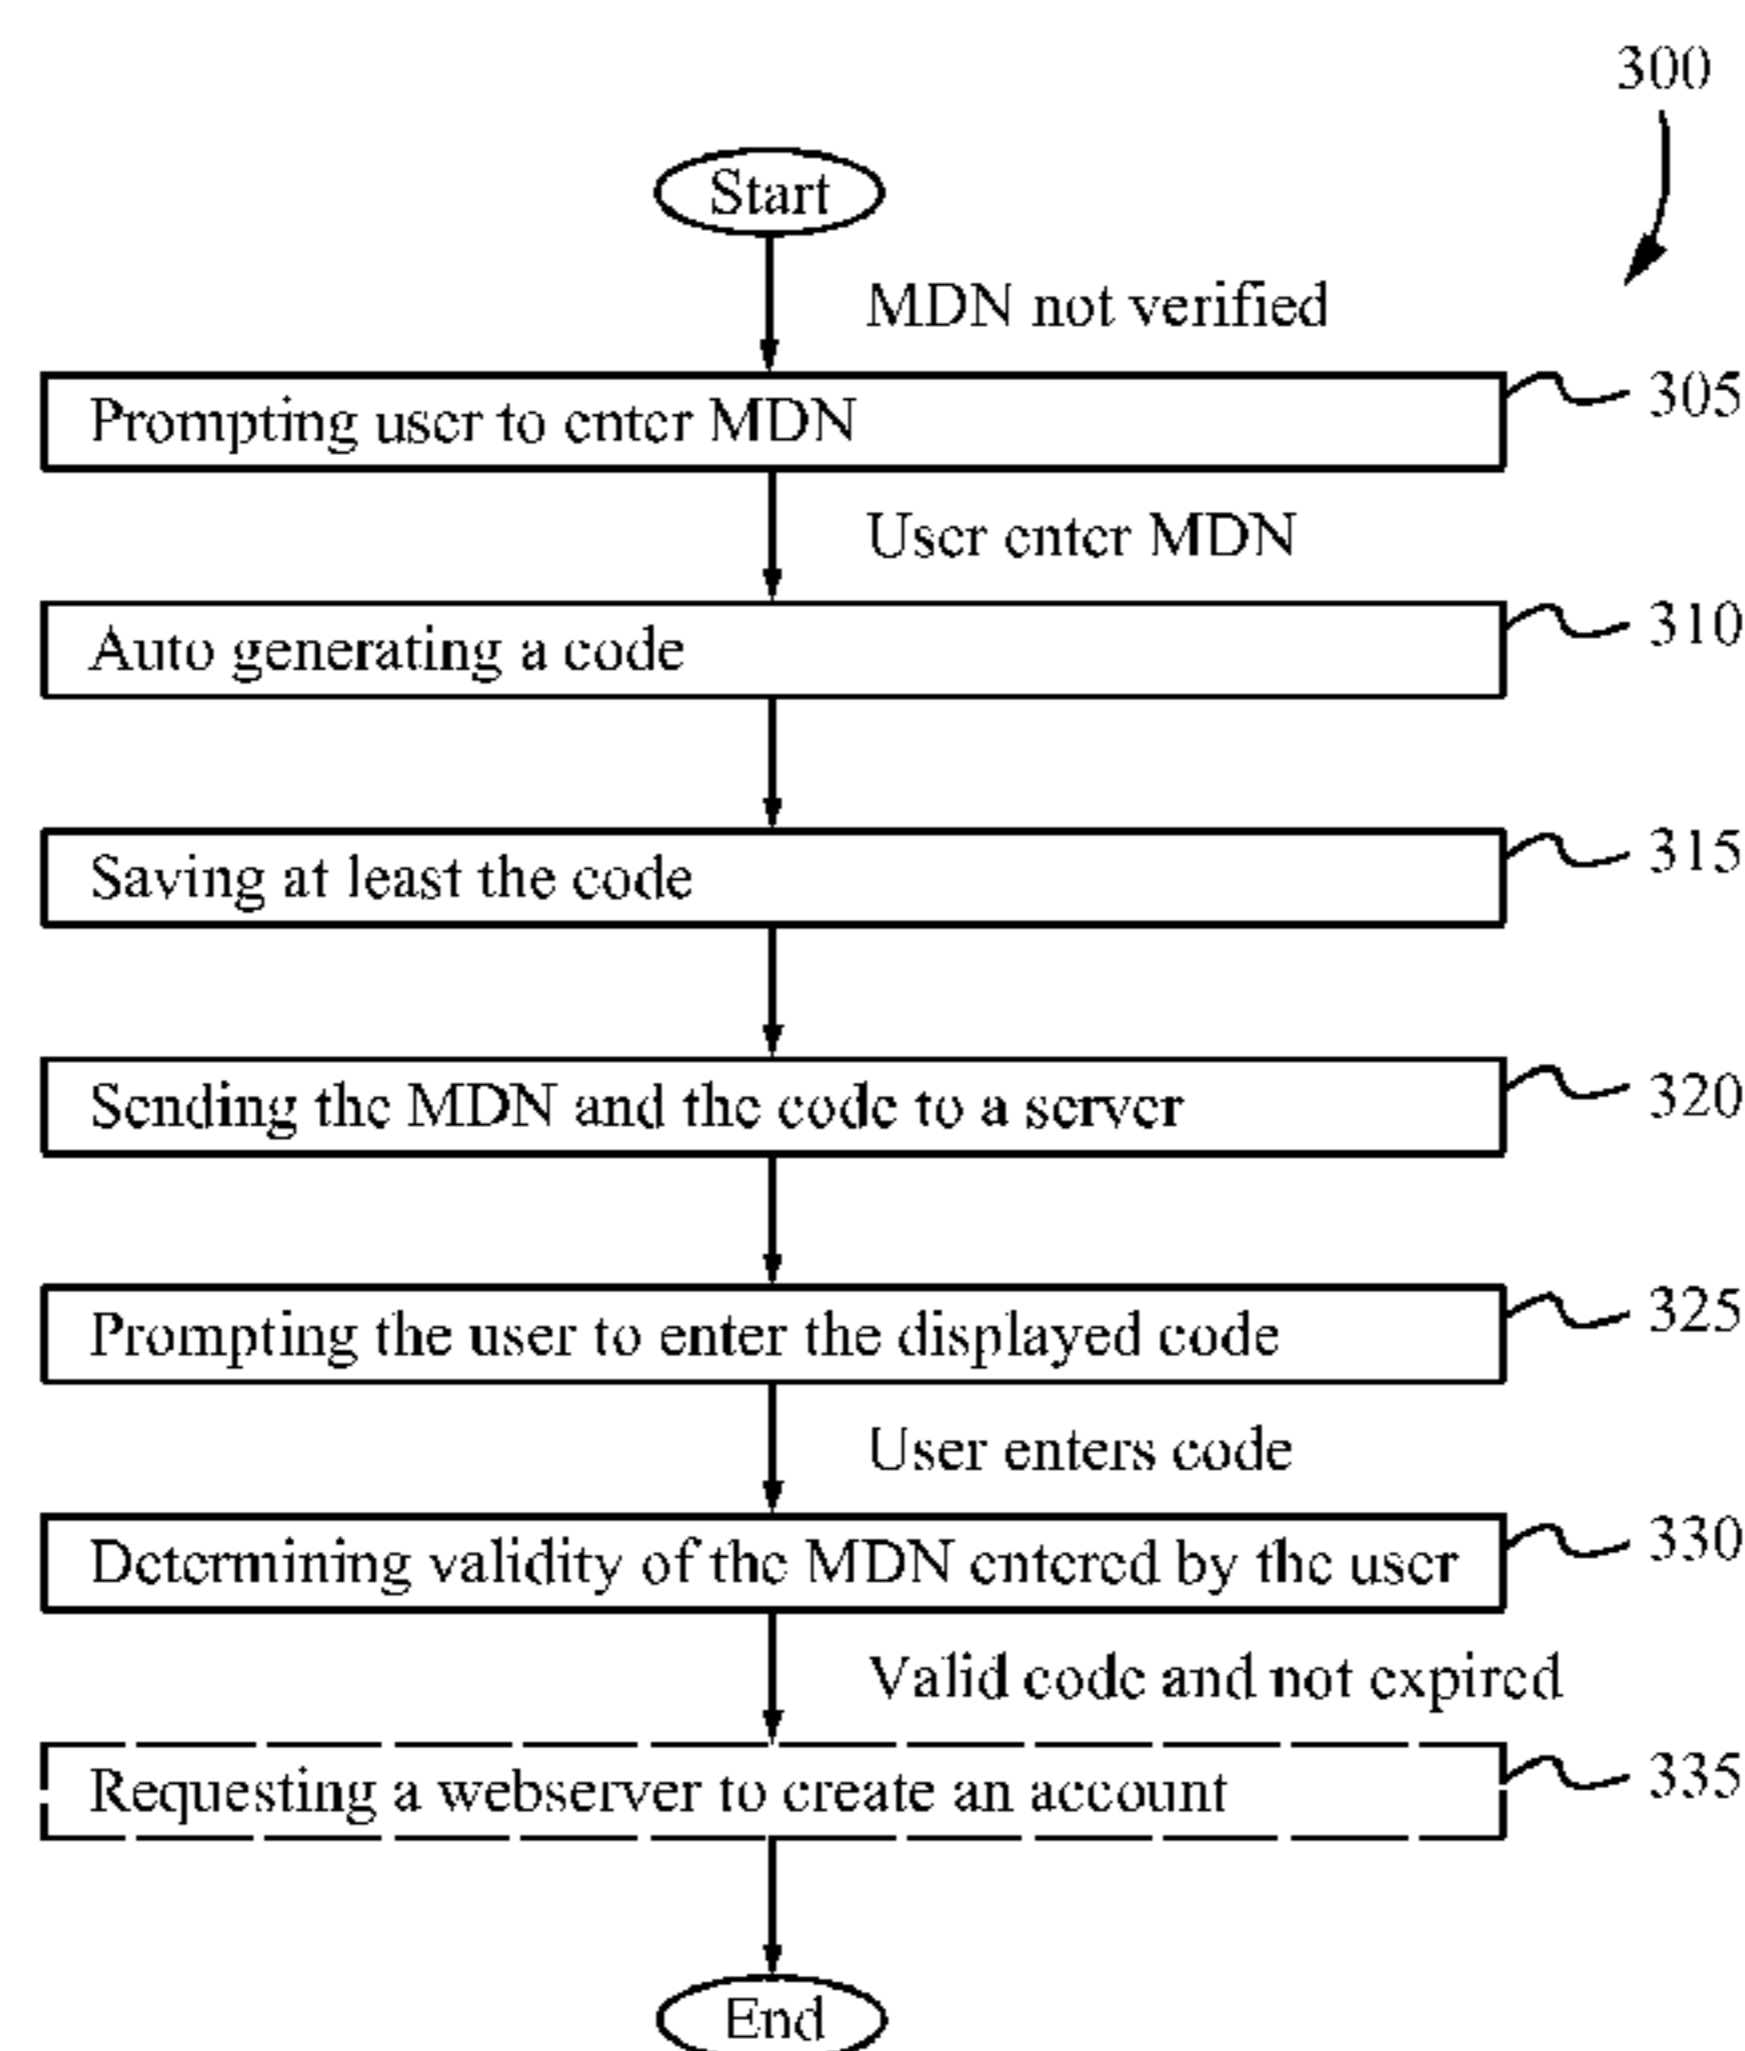 300
Start
MDN not verified
Prompting user to enter MDN
305
User enter MDN
Auto generating a code
310
Saving at least the code
315
Sending the MDN and the code to a server
320
Prompting the user to enter the displayed code
325
User enters code
Determining validity of the MDN entered by the user
330
Valid code and not expired
Requesting a webserver to create an account
335
End